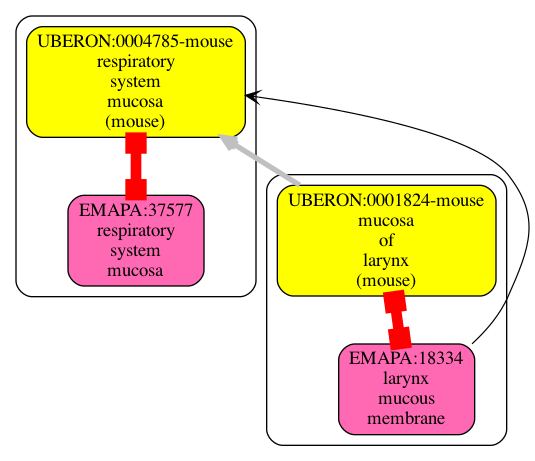 UBERON:0004785-mouse
respiratory
system
mucosa
(mouse)
EMAPA:37577
respiratory
system
mucosa
UBERON:0001824-mouse
mucosa
of
larynx
(mouse)
EMAPA:18334
larynx
mucous
membrane